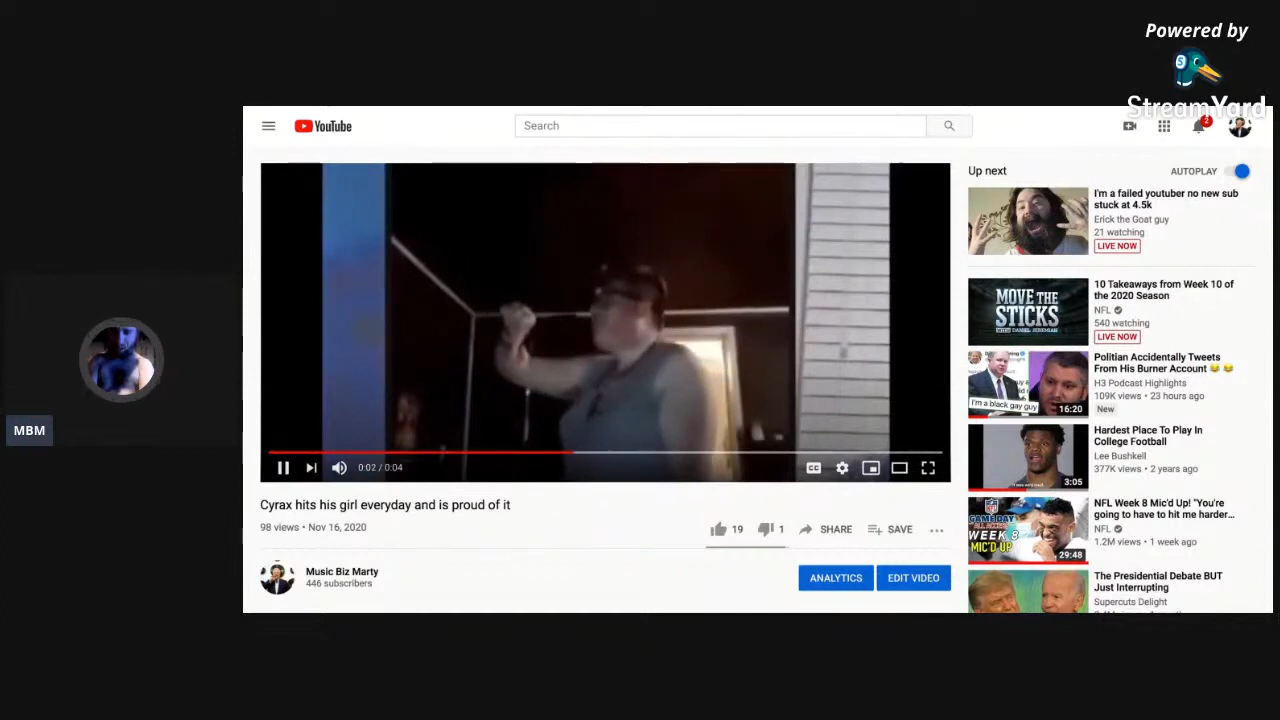 Powered by
StreamYard
YouTube
Search
2
Up next
AUTOPLAY
I'm a failed youtuber no new sub
stuck at 4.5k
Erick the Goat guy
21 watching
LIVE NOW
MOVE THE
STICKS
10 Takeaways from Week 10 of
the 2020 Season
NFL
540 watching
LIVE NOW
I'm a black gay guy
16:20
Politian Accidentally Tweets
From His Burner Account 😂 😂
H3 Podcast Highlights
109K views • 23 hours ago
New
3:05
Hardest Place To Play In
College Football
Lee Bushkell
377K views • 2 years ago
GAMEDAY
WEEK 8
MIC'D UP
29:48
NFL Week 8 Mic'd Up! "You're
going to have to hit me harder...
NFL
1.2M views • 1 week ago
The Presidential Debate BUT
Just Interrupting
Supercuts Delight
0:02 / 0:04
CC
Cyrax hits his girl everyday and is proud of it
98 views • Nov 16, 2020
19
1
SHARE
SAVE
Music Biz Marty
446 subscribers
ANALYTICS
EDIT VIDEO
MBM